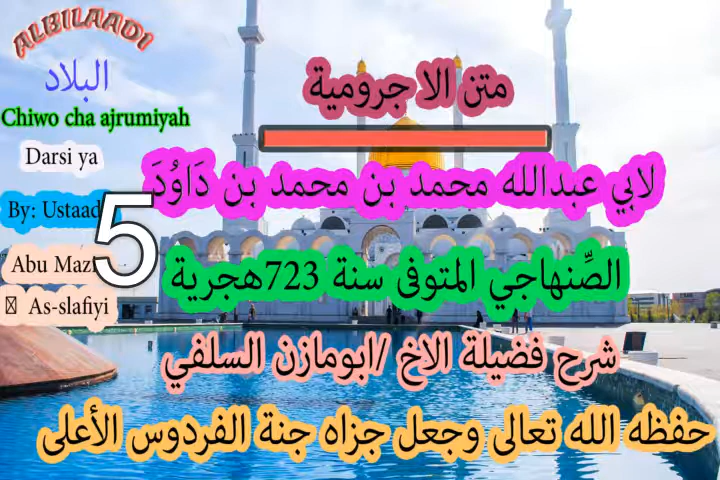 ALBILAADI
البلاد
Chiwo cha ajrumiyah
Darsi ya
5
By: Ustaad
Abu Mazi
As-slafiyi
متن الا جرومية
لابي عبدالله محمد بن محمد بن دَاوُدَ
الصِّنهاجي المتوفى سنة 723هجرية
شرح فضيلة الاخ /ابومازن السلفي
حفظه الله تعالى وجعل جزاه جنة الفردوس الأعلى